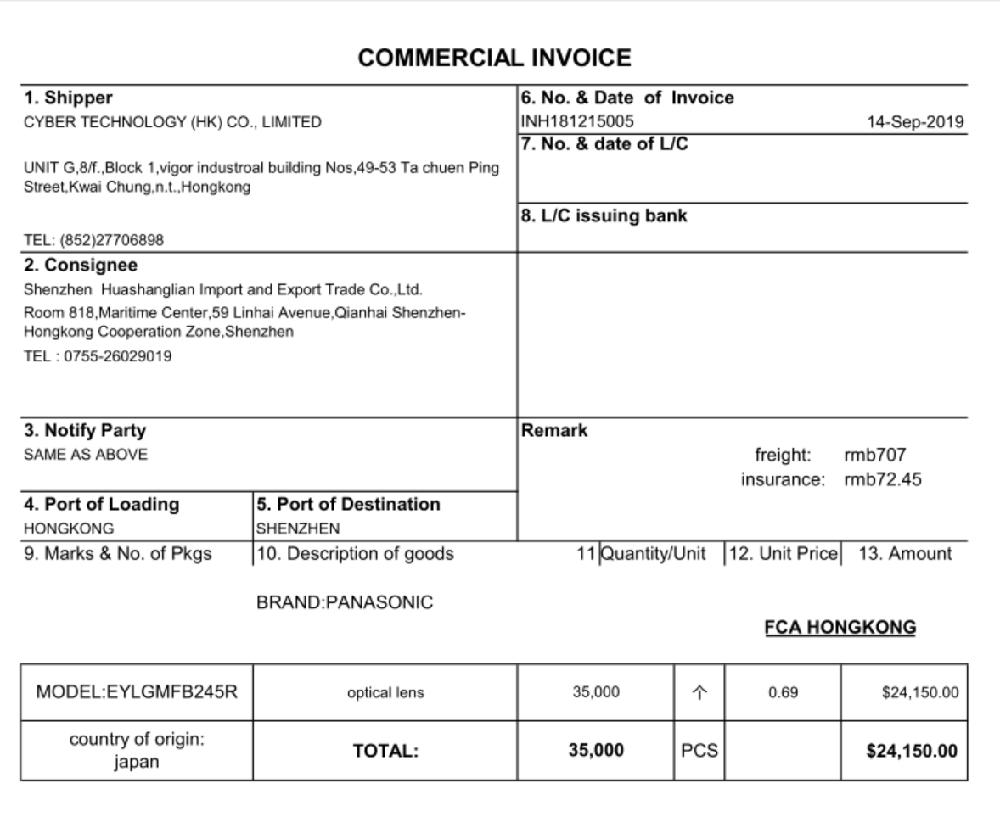 COMMERCIAL INVOICE
1. Shipper
CYBER TECHNOLOGY (HK) CO., LIMITED
UNIT G,8/f.,Block 1,vigor industroal building Nos,49-53 Ta chuen Ping
Street,Kwai Chung,n.t.,Hongkong
TEL: (852)27706898
6. No. & Date of Invoice
INH181215005 14-Sep-2019
7. No. & date of L/C
8. L/C issuing bank
2. Consignee
Shenzhen Huashanglian Import and Export Trade Co.,Ltd.
Room 818,Maritime Center,59 Linhai Avenue,Qianhai Shenzhen-
Hongkong Cooperation Zone,Shenzhen
TEL : 0755-26029019
3. Notify Party
SAME AS ABOVE
Remark
freight: rmb707
insurance: rmb72.45
4. Port of Loading
HONGKONG
5. Port of Destination
SHENZHEN
9. Marks & No. of Pkgs 10. Description of goods 11 Quantity/Unit 12. Unit Price 13. Amount
BRAND:PANASONIC
FCA HONGKONG
MODEL:EYLGMFB245R optical lens 35,000 个 0.69 $24,150.00
country of origin:
japan
TOTAL: 35,000 PCS $24,150.00